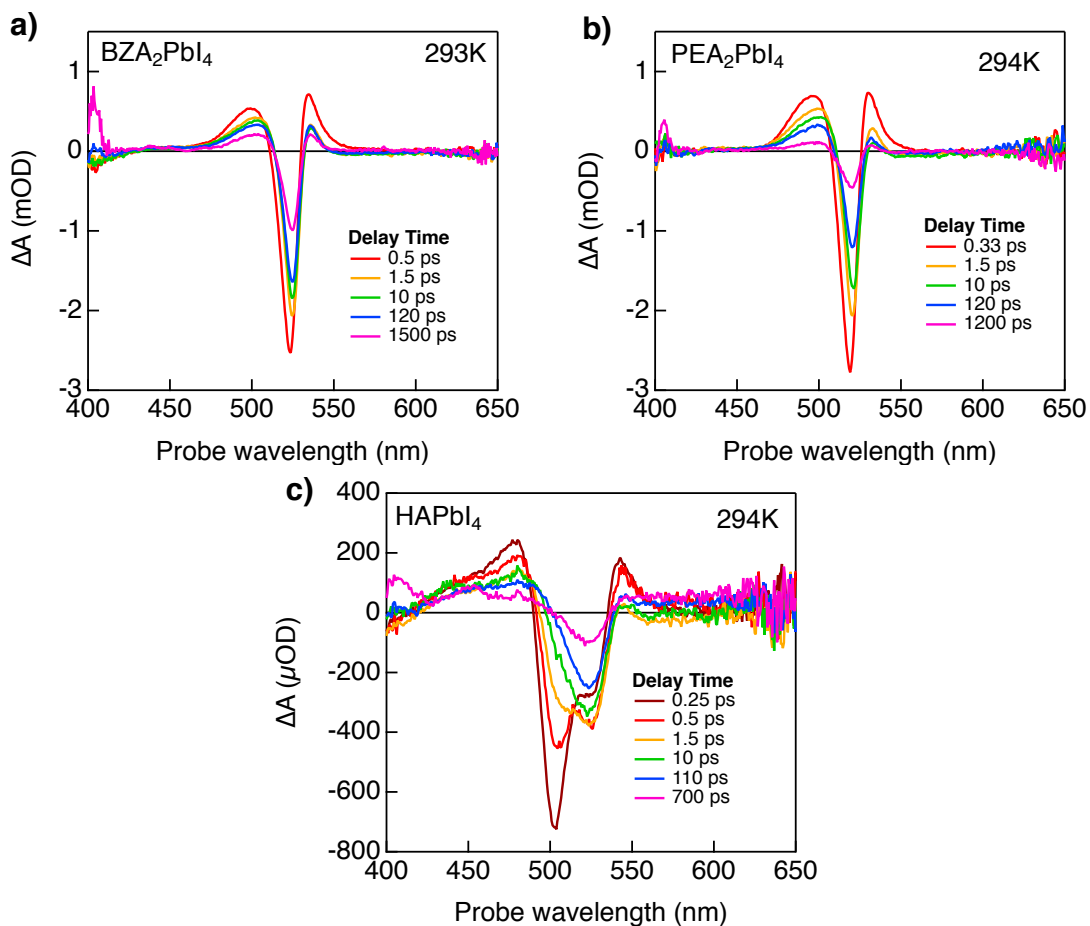 a)
BZA₂PbI₄ 293K
1
0
-1
-2
-3
ΔA (mOD)
Delay Time
0.5 ps
1.5 ps
10 ps
120 ps
1500 ps
400 450 500 550 600 650
Probe wavelength (nm)
b)
PEA₂PbI₄ 294K
1
0
-1
-2
-3
ΔA (mOD)
Delay Time
0.33 ps
1.5 ps
10 ps
120 ps
1200 ps
400 450 500 550 600 650
Probe wavelength (nm)
c)
HAPbI₄ 294K
400
200
0
-200
-400
-600
-800
ΔA (μOD)
Delay Time
0.25 ps
0.5 ps
1.5 ps
10 ps
110 ps
700 ps
400 450 500 550 600 650
Probe wavelength (nm)